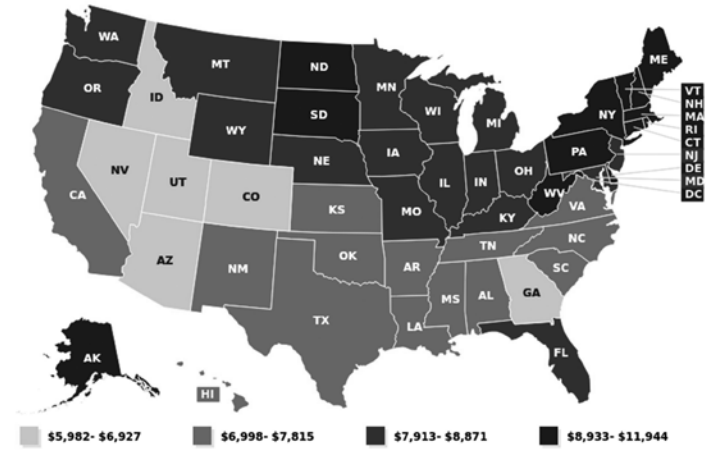 WA
ME
MT
ND
MN
VT
OR
ID
NH
WI
SD
MI
NY
MA
RI
WY
CT
IA
PA
NJ
NE
DE
NV
OH
MD
UT
IL
IN
DC
CO
WV
CA
VA
KS
MO
KY
NC
TN
AZ
OK
NM
AR
SC
GA
MS
AL
TX
LA
FL
AK
HI
$5,982- $6,927
$6,998- $7,815
$7,913- $8,871
$8,933- $11,944